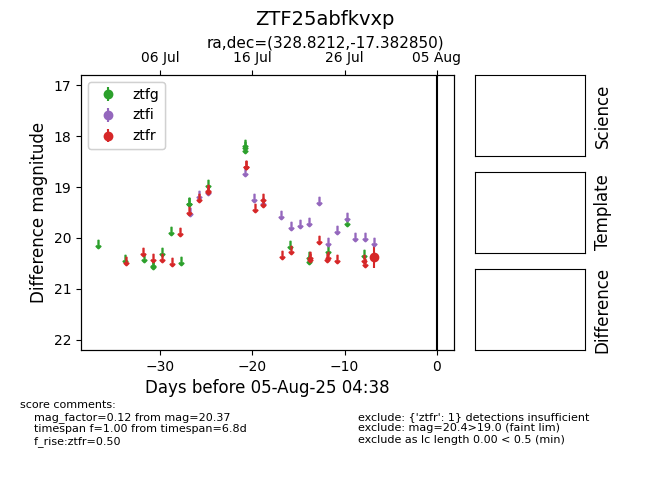 ZTF25abfkvxp
ra,dec=(328.8212,-17.382850)
06 Jul 16 Jul 26 Jul 05 Aug
ztfg
ztfi
ztfr
17
18
19
20
21
22
Difference magnitude
−30 −20 −10 0
Days before 05-Aug-25 04:38
Science
Template
Difference
score comments:
mag_factor=0.12 from mag=20.37
timespan f=1.00 from timespan=6.8d
f_rise:ztfr=0.50
exclude: {'ztfr': 1} detections insufficient
exclude: mag=20.4>19.0 (faint lim)
exclude as lc length 0.00 < 0.5 (min)